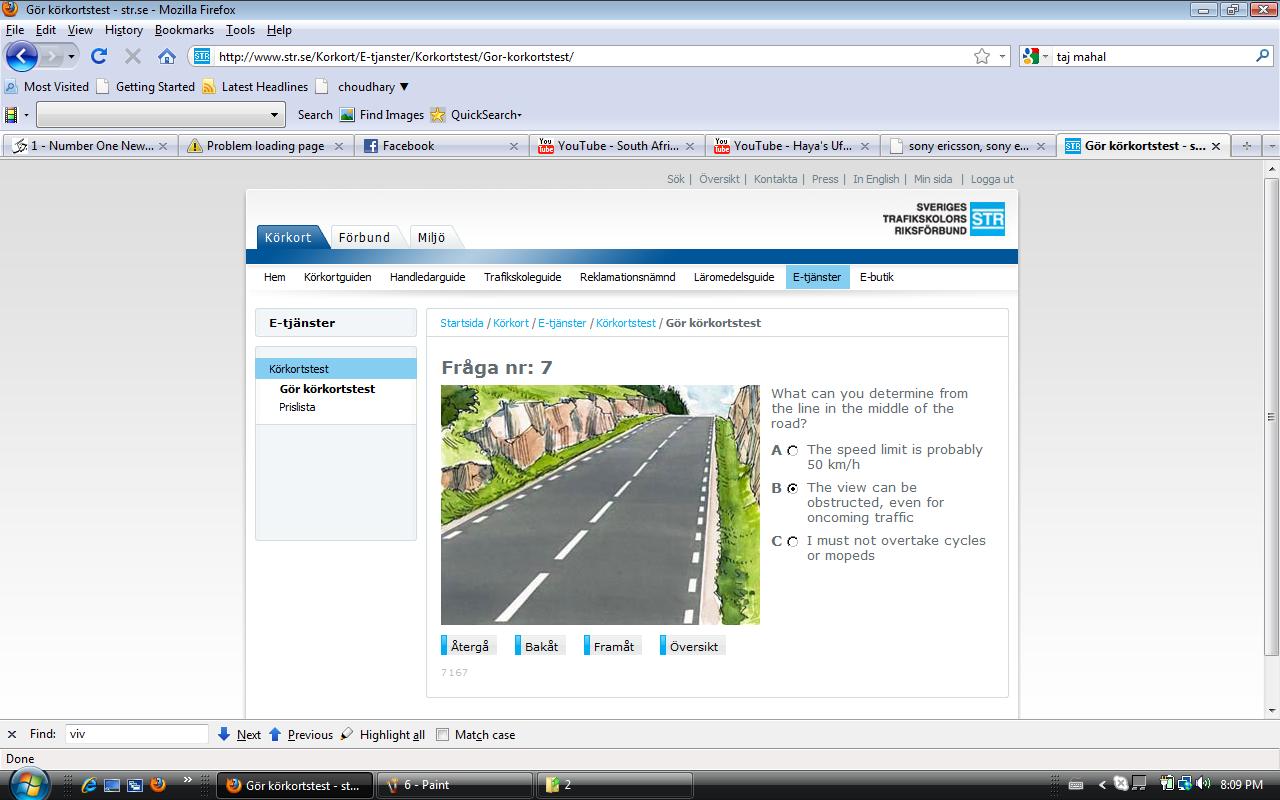 Gör körkortstest - str.se - Mozilla Firefox
File Edit View History Bookmarks Tools Help
STR http://www.str.se/Korkort/E-tjanster/Korkortstest/Gor-korkortstest/ taj mahal
Most Visited Getting Started Latest Headlines choudhary ▼
Search Find Images QuickSearch
1 - Number One New... Problem loading page Facebook YouTube - South Afri... YouTube - Haya's Uf... sony ericsson, sony e... Gör körkortstest - s...
Sök | Översikt | Kontakta | Press | In English | Min sida | Logga ut
SVERIGES
TRAFIKSKOLORS STR
RIKSFÖRBUND
Körkort Förbund Miljö
Hem Körkortguiden Handledarguide Trafikskoleguide Reklamationsnämnd Läromedelsguide E-tjänster E-butik
E-tjänster
Körkortstest
Gör körkortstest
Prislista
Startsida / Körkort / E-tjänster / Körkortstest / Gör körkortstest
Fråga nr: 7
What can you determine from
the line in the middle of the
road?
A The speed limit is probably
50 km/h
B The view can be
obstructed, even for
oncoming traffic
C I must not overtake cycles
or mopeds
Återgå Bakåt Framåt Översikt
7167
Find: viv Next Previous Highlight all Match case
Done
Gör körkortstest - st... 6 - Paint 2 8:09 PM